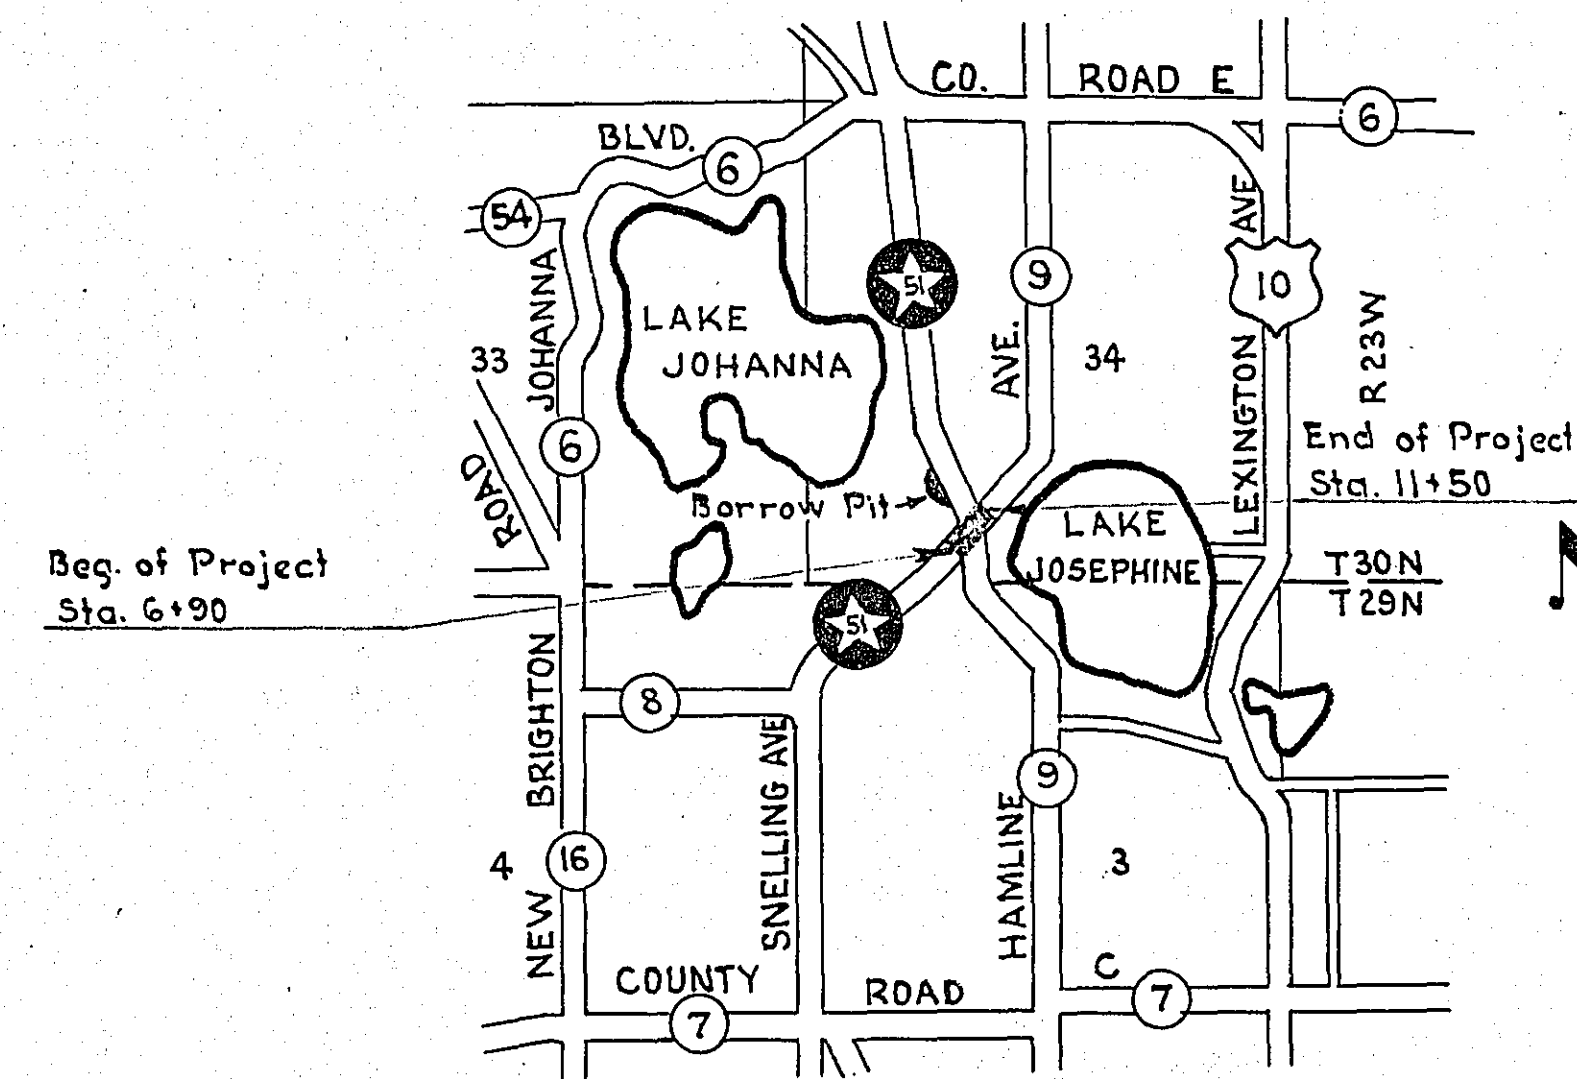 CO. ROAD E
6
BLVD.
6
54
JOHANNA
LAKE
JOHANNA
51
9
AVE
10
33
34
AVE.
LEXINGTON
R 23W
6
ROAD
End of Project
Sta. 11+50
Borrow Pit
LAKE
JOSEPHINE
Beg. of Project
Sta. 6+90
T30N
T29N
51
8
BRIGHTON
SNELLING AVE
9
HAMLINE
4
16
3
NEW
COUNTY ROAD C
7
7